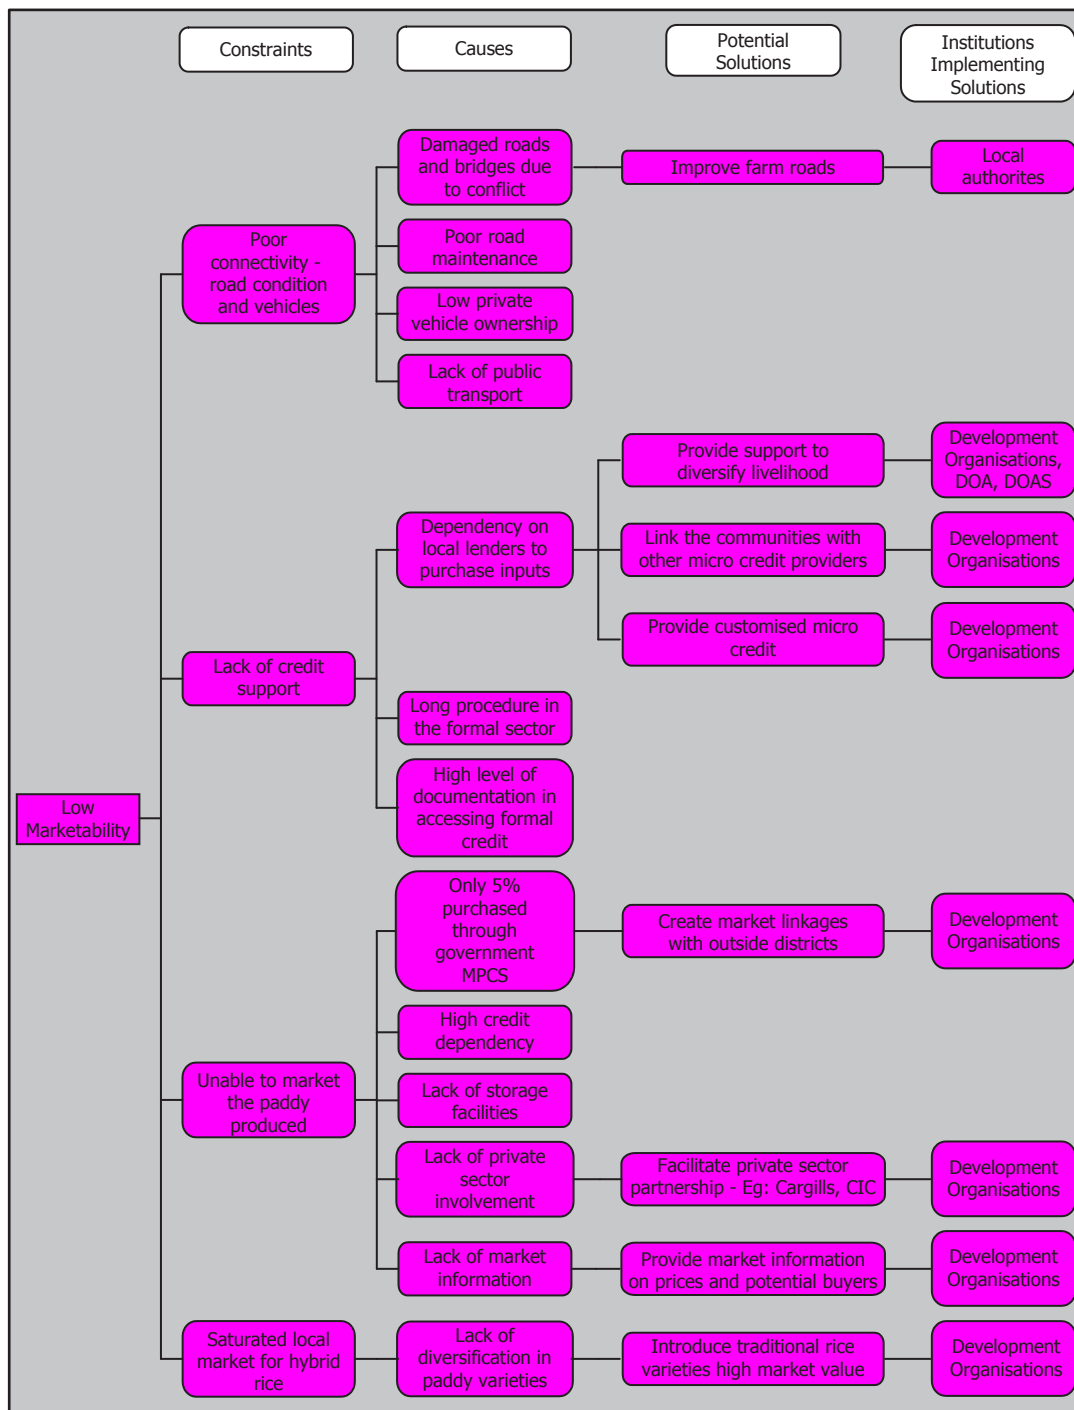 Constraints
Causes
Potential
Solutions
Institutions
Implementing
Solutions
Damaged roads
and bridges due
to conflict
Improve farm roads
Local
authorites
Poor
connectivity -
road condition
and vehicles
Poor road
maintenance
Low private
vehicle ownership
Lack of public
transport
Provide support to
diversify livelihood
Development
Organisations,
DOA, DOAS
Dependency on
local lenders to
purchase inputs
Link the communities with
other micro credit providers
Development
Organisations
Provide customised micro
credit
Development
Organisations
Lack of credit
support
Long procedure in
the formal sector
High level of
documentation in
accessing formal
credit
Low
Marketability
Only 5%
purchased
through
government
MPCS
Create market linkages
with outside districts
Development
Organisations
High credit
dependency
Unable to market
the paddy
produced
Lack of storage
facilities
Lack of private
sector
involvement
Facilitate private sector
partnership - Eg: Cargills, CIC
Development
Organisations
Lack of market
information
Provide market information
on prices and potential buyers
Development
Organisations
Saturated local
market for hybrid
rice
Lack of
diversification in
paddy varieties
Introduce traditional rice
varieties high market value
Development
Organisations